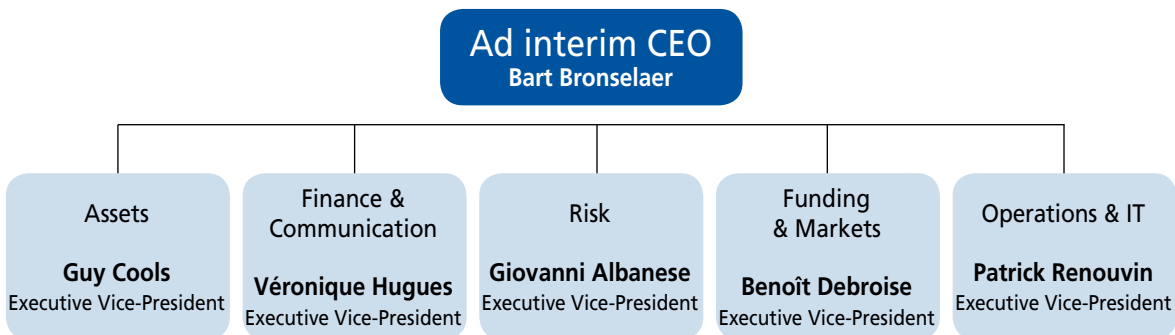 Ad interim CEO
Bart Bronselaer
Assets
Guy Cools
Executive Vice-President
Finance &
Communication
Véronique Hugues
Executive Vice-President
Risk
Giovanni Albanese
Executive Vice-President
Funding
& Markets
Benoît Debroise
Executive Vice-President
Operations & IT
Patrick Renouvin
Executive Vice-President